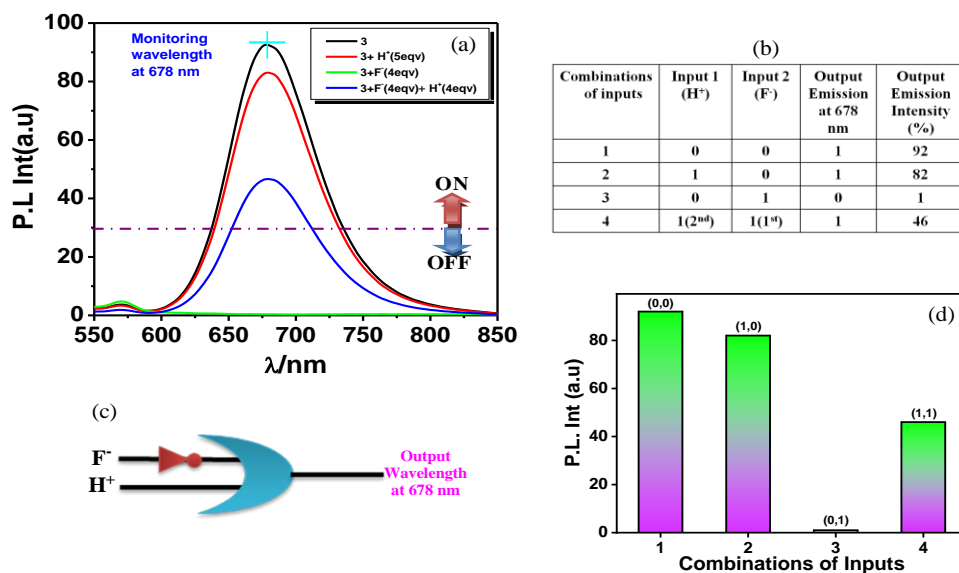 (a)
Monitoring
wavelength
at 678 nm
3
3+ H⁺(5eqv)
3+F⁻(4eqv)
3+F⁻(4eqv)+ H⁺(4eqv)
100
80
60
40
20
0
P.L Int(a.u)
ON
OFF
550 600 650 700 750 800 850
λ/nm
(b)
Combinations of inputs | Input 1 (H⁺) | Input 2 (F⁻) | Output Emission at 678 nm | Output Emission Intensity (%)
1 0 0 1 92
2 1 0 1 82
3 0 1 0 1
4 1(2ⁿᵈ) 1(1ˢᵗ) 1 46
(c)
F⁻
H⁺
Output
Wavelength
at 678 nm
(d)
(0,0)
(1,0)
(0,1)
(1,1)
80
60
40
20
0
P.L. Int (a.u)
1 2 3 4
Combinations of Inputs